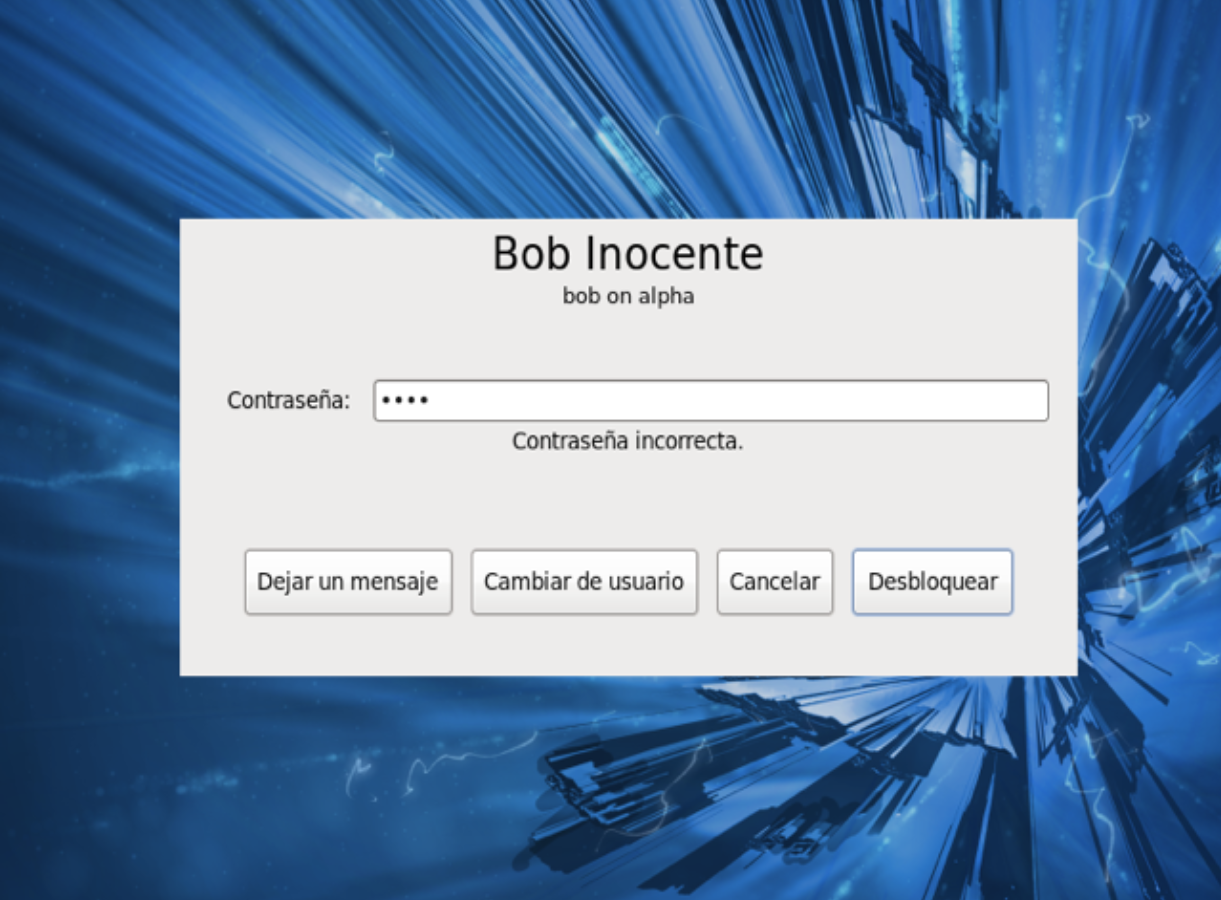 Bob Inocente
bob on alpha
Contraseña: ••••
Contraseña incorrecta.
Dejar un mensaje Cambiar de usuario Cancelar Desbloquear